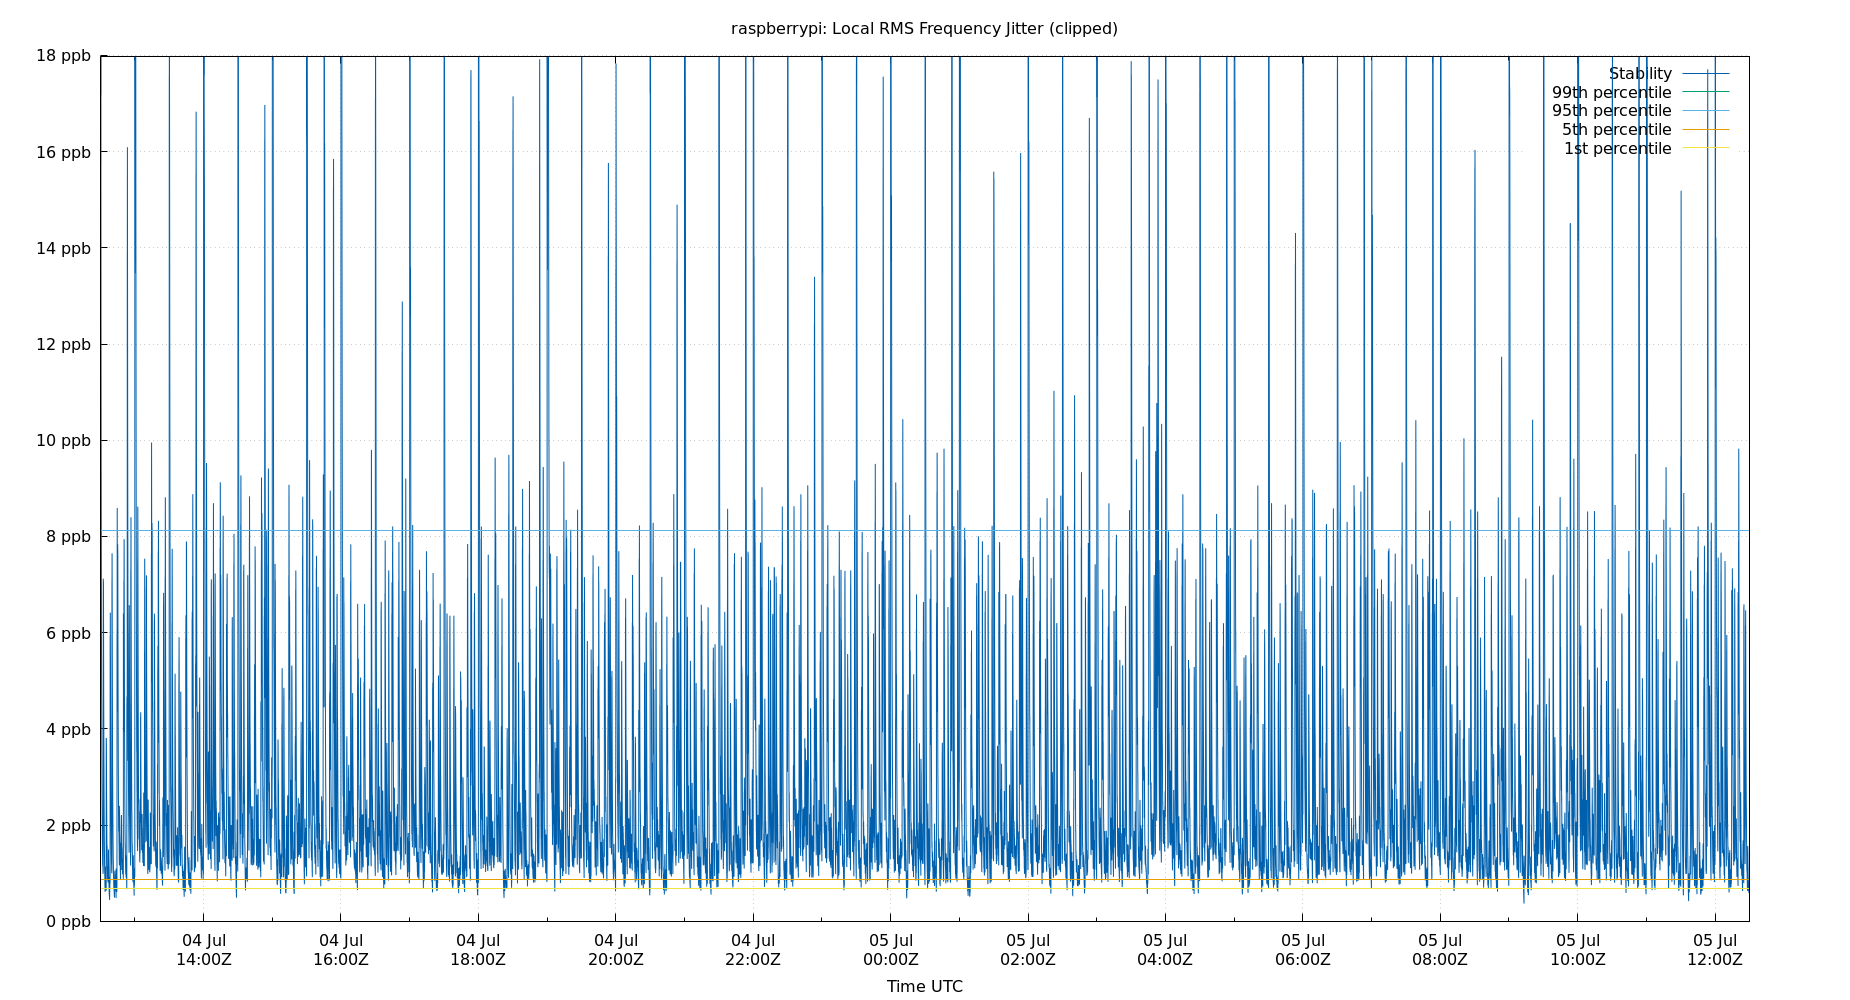 raspberrypi: Local RMS Frequency Jitter (clipped)
18 ppb
16 ppb
14 ppb
12 ppb
10 ppb
8 ppb
6 ppb
4 ppb
2 ppb
0 ppb
Stability
99th percentile
95th percentile
5th percentile
1st percentile
04 Jul
14:00Z
04 Jul
16:00Z
04 Jul
18:00Z
04 Jul
20:00Z
04 Jul
22:00Z
05 Jul
00:00Z
05 Jul
02:00Z
05 Jul
04:00Z
05 Jul
06:00Z
05 Jul
08:00Z
05 Jul
10:00Z
05 Jul
12:00Z
Time UTC